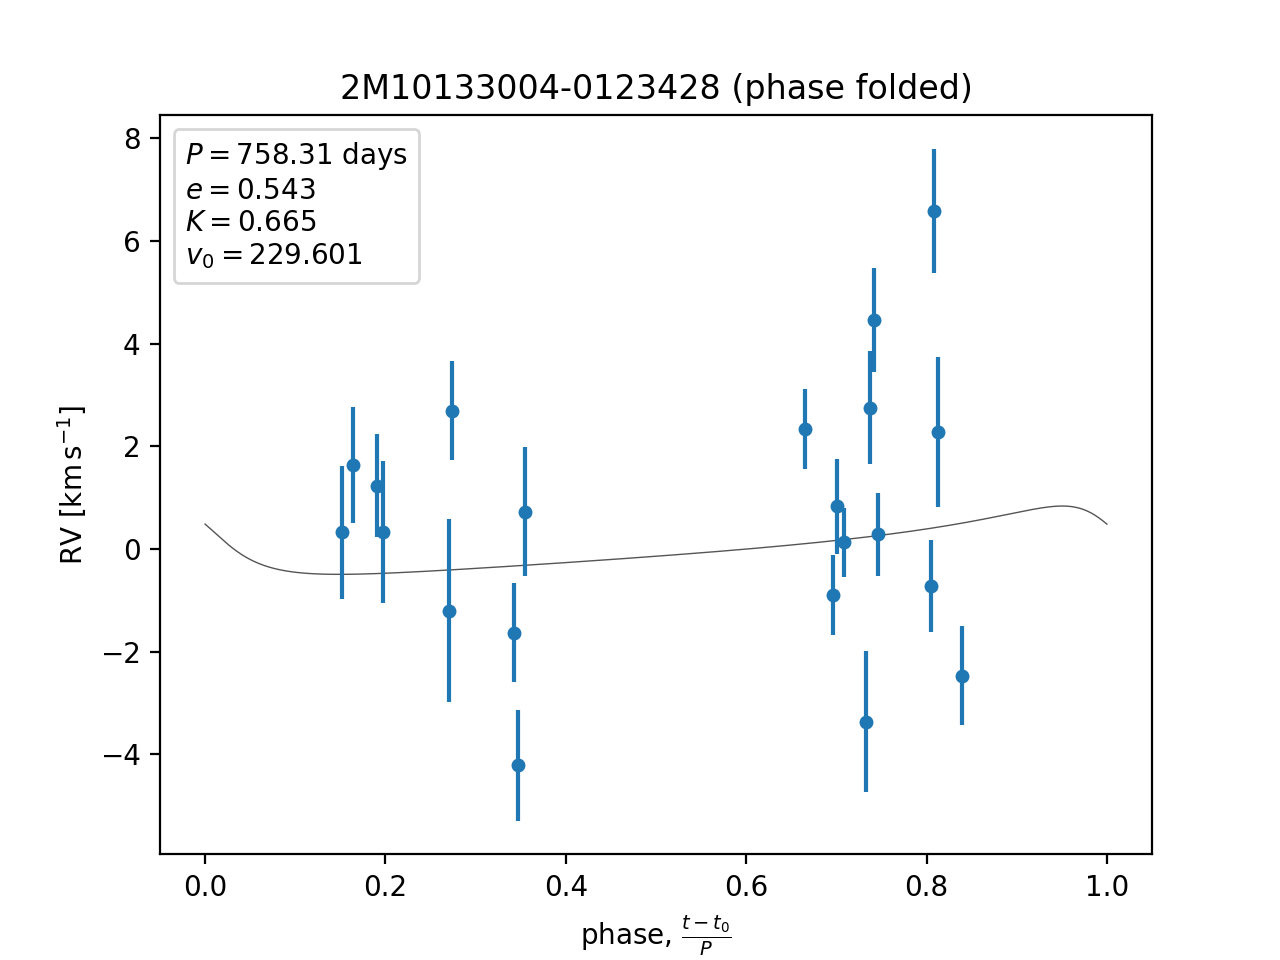 2M10133004-0123428 (phase folded)
P = 758.31 days
e = 0.543
K = 0.665
v₀ = 229.601
8
6
4
2
0
−2
−4
RV [km s⁻¹]
0.0 0.2 0.4 0.6 0.8 1.0
phase, (t − t₀)/P